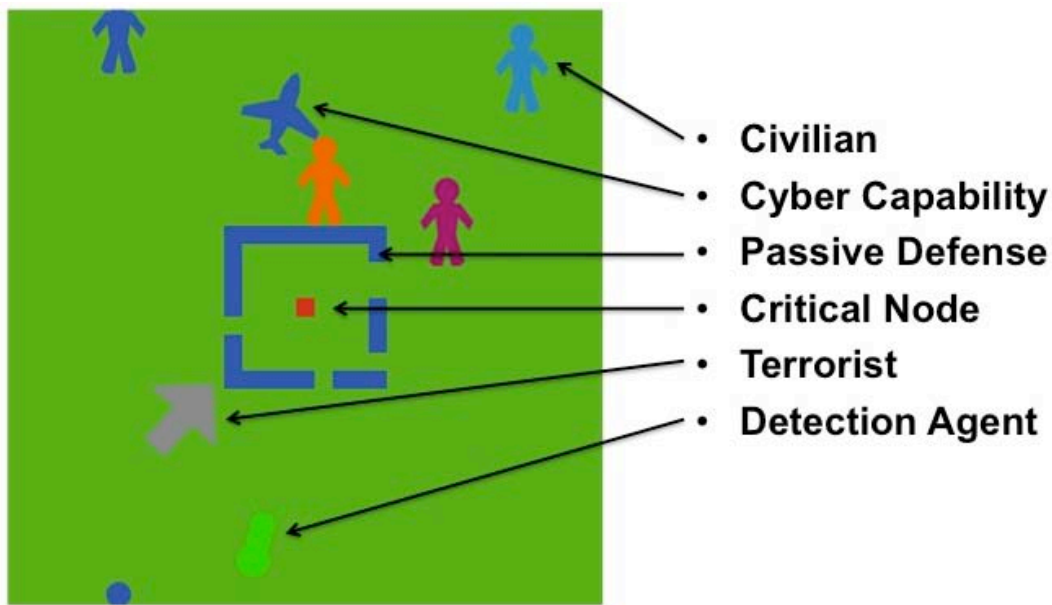 • Civilian
• Cyber Capability
• Passive Defense
• Critical Node
• Terrorist
• Detection Agent